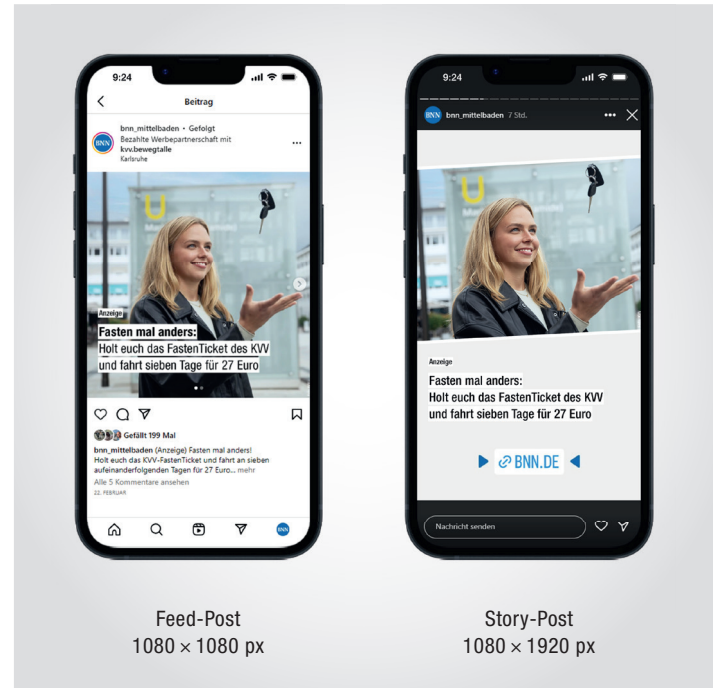 9:24
Beitrag
BNN
bnn_mittelbaden • Gefolgt
Bezahlte Werbepartnerschaft mit
kvv.bewegtalle
Karlsruhe
U
Anzeige
Fasten mal anders:
Holt euch das FastenTicket des KVV
und fahrt sieben Tage für 27 Euro
Gefällt 199 Mal
bnn_mittelbaden (Anzeige) Fasten mal anders!
Holt euch das KVV-FastenTicket und fahrt an sieben
aufeinanderfolgenden Tagen für 27 Euro... mehr
Alle 5 Kommentare ansehen
22. FEBRUAR
BNN
Feed-Post
1080 × 1080 px
9:24
BNN bnn_mittelbaden 7 Std.
U
Anzeige
Fasten mal anders:
Holt euch das FastenTicket des KVV
und fahrt sieben Tage für 27 Euro
BNN.DE
Nachricht senden
Story-Post
1080 × 1920 px